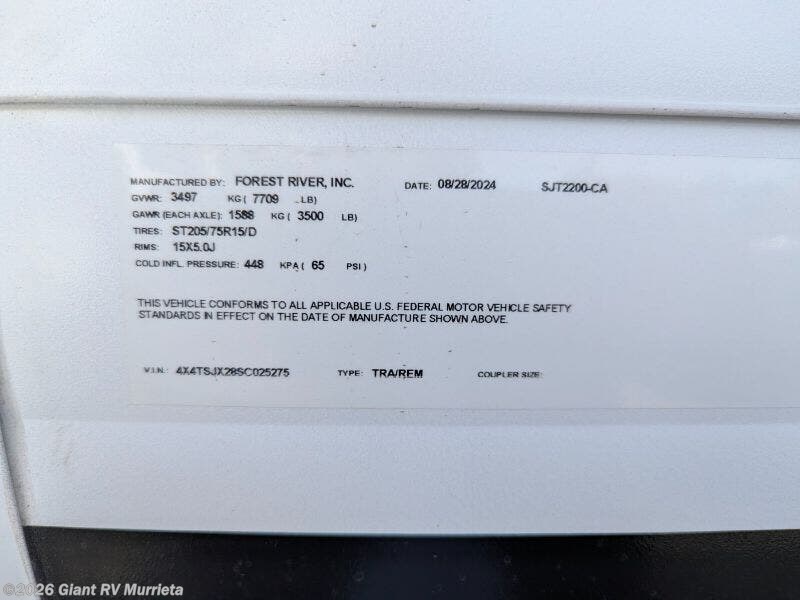 MANUFACTURED BY: FOREST RIVER, INC. DATE: 08/28/2024 SJT2200-CA
GVWR: 3497 KG ( 7709 LB)
GAWR (EACH AXLE): 1588 KG ( 3500 LB)
TIRES: ST205/75R15/D
RIMS: 15X5.0J
COLD INFL. PRESSURE: 448 KPA ( 65 PSI )
THIS VEHICLE CONFORMS TO ALL APPLICABLE U.S. FEDERAL MOTOR VEHICLE SAFETY
STANDARDS IN EFFECT ON THE DATE OF MANUFACTURE SHOWN ABOVE.
V.I.N.: 4X4TSJX28SC025275 TYPE: TRA/REM COUPLER SIZE:
©2026 Giant RV Murrieta